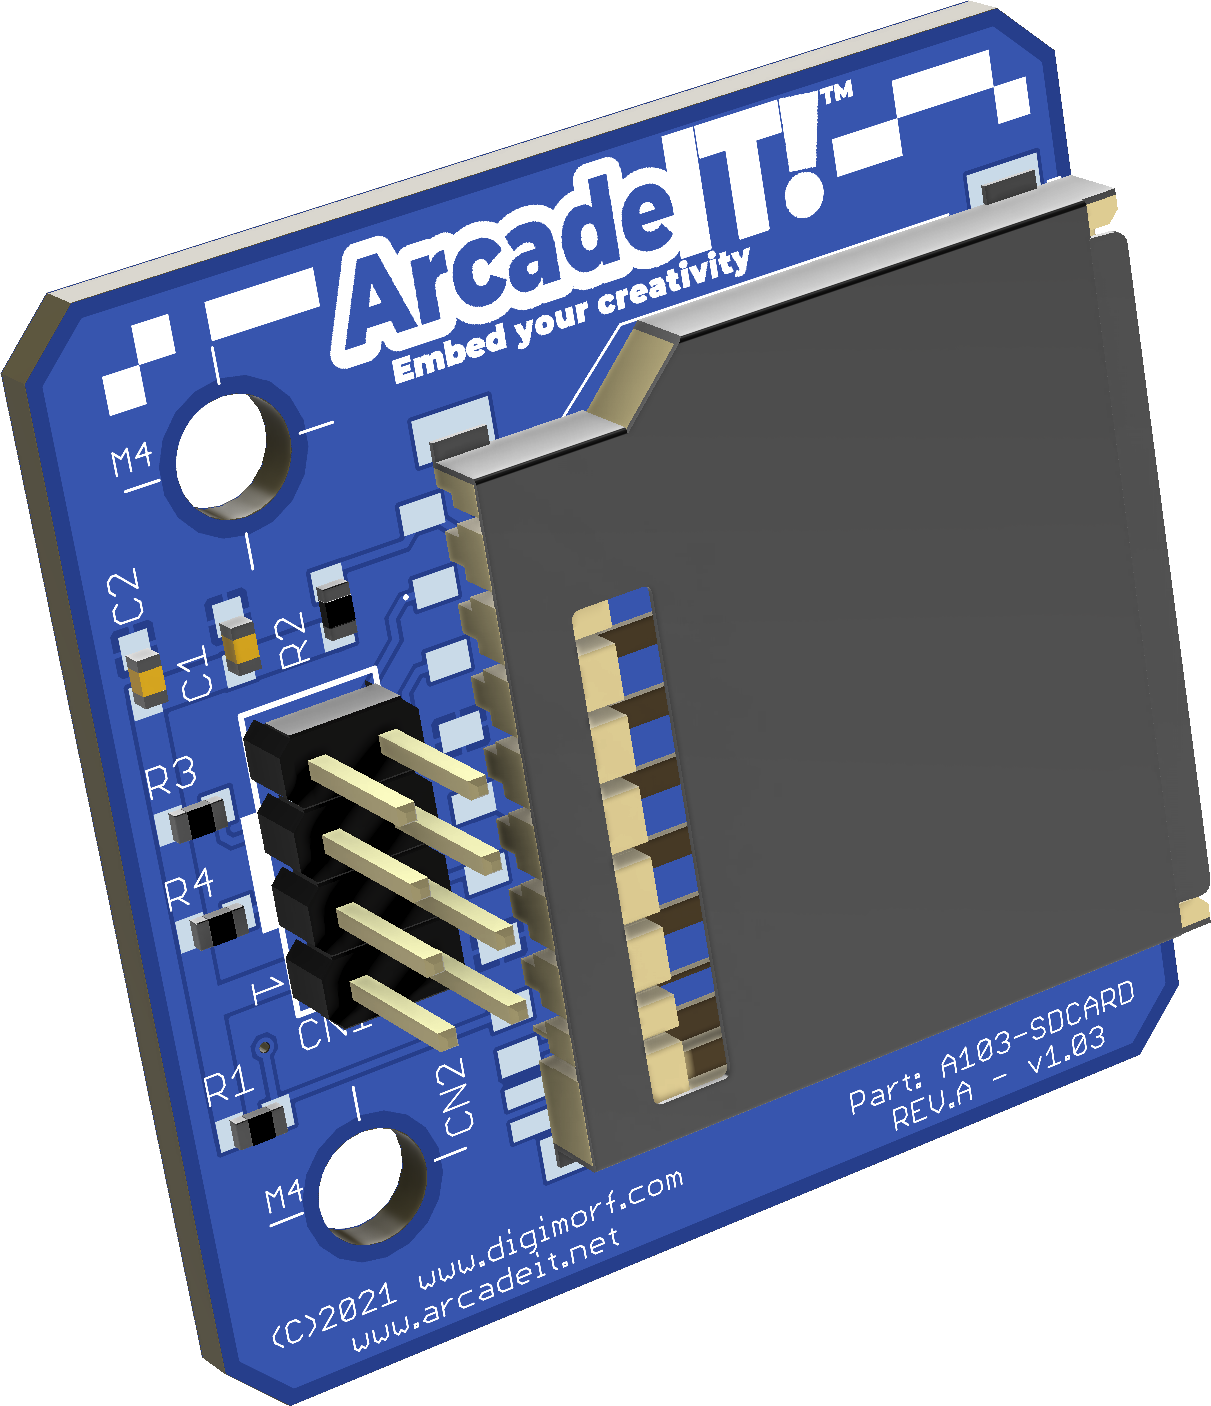 ArcadeIT!™
Embed your creativity
M4
C2
C1
R2
R3
R4
1
CN1
R1
CN2
M4
Part: A103-SDCARD
REV.A - v1.03
(C)2021 www.digimorf.com
www.arcadeit.net